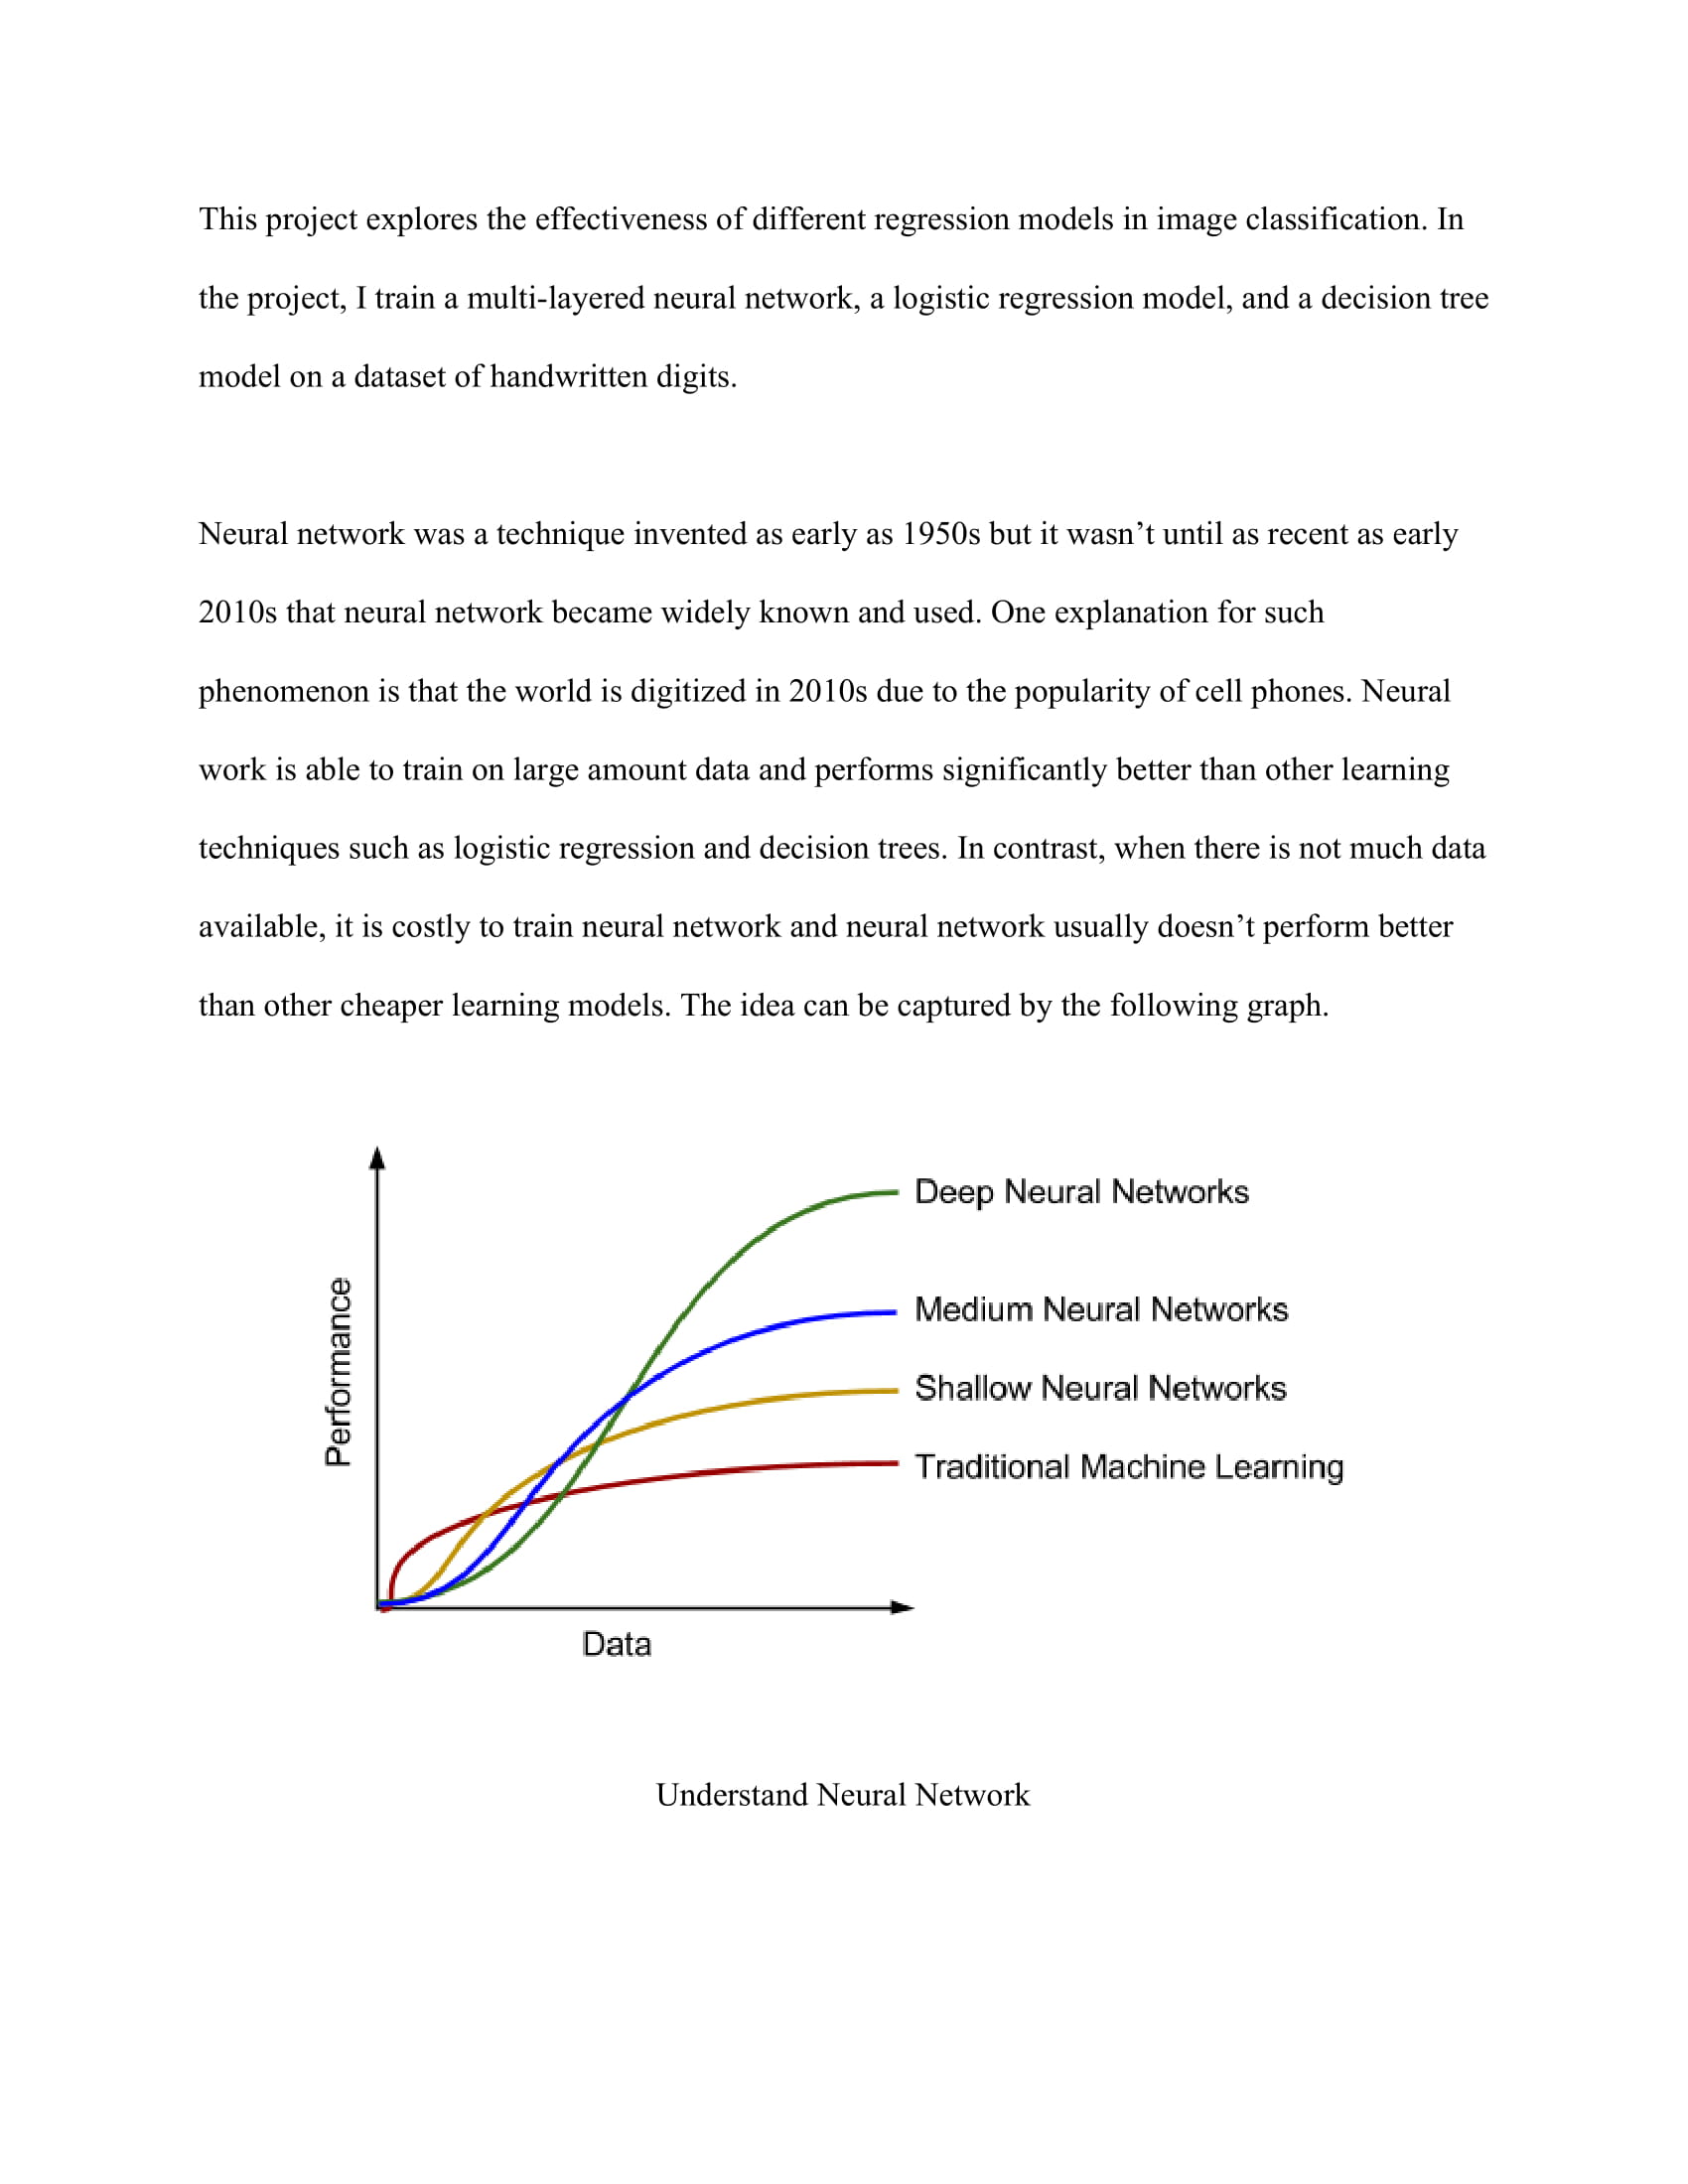 This project explores the effectiveness of different regression models in image classification. In
the project, I train a multi-layered neural network, a logistic regression model, and a decision tree
model on a dataset of handwritten digits.
Neural network was a technique invented as early as 1950s but it wasn’t until as recent as early
2010s that neural network became widely known and used. One explanation for such
phenomenon is that the world is digitized in 2010s due to the popularity of cell phones. Neural
work is able to train on large amount data and performs significantly better than other learning
techniques such as logistic regression and decision trees. In contrast, when there is not much data
available, it is costly to train neural network and neural network usually doesn’t perform better
than other cheaper learning models. The idea can be captured by the following graph.
Performance
Deep Neural Networks
Medium Neural Networks
Shallow Neural Networks
Traditional Machine Learning
Data
Understand Neural Network